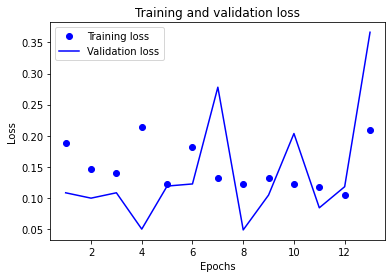 Training and validation loss
Training loss
Validation loss
Loss
0.35
0.30
0.25
0.20
0.15
0.10
0.05
2 4 6 8 10 12
Epochs